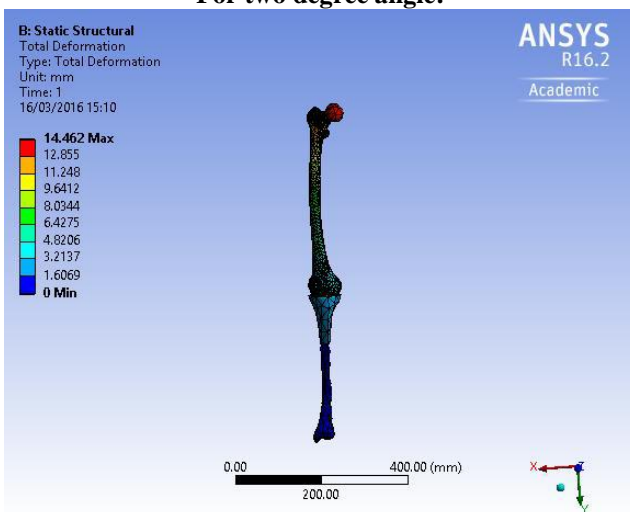 For two degree angle:
B: Static Structural
Total Deformation
Type: Total Deformation
Unit: mm
Time: 1
16/03/2016 15:10
14.462 Max
12.855
11.248
9.6412
8.0344
6.4275
4.8206
3.2137
1.6069
0 Min
ANSYS
R16.2
Academic
0.00 400.00 (mm)
200.00
X Z
Y